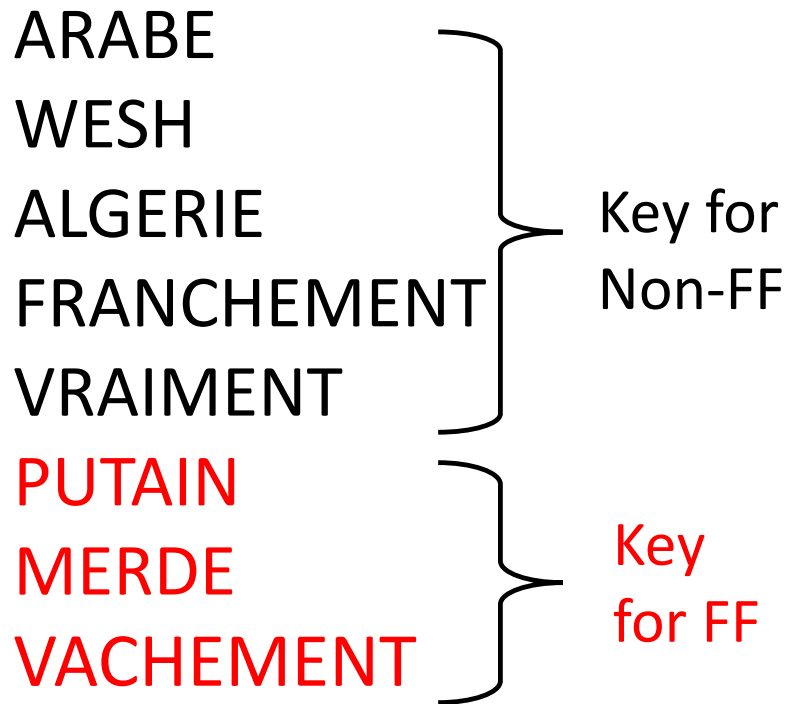 ARABE
WESH
ALGERIE
FRANCHEMENT
VRAIMENT
Key for
Non-FF
PUTAIN
MERDE
VACHEMENT
Key
for FF